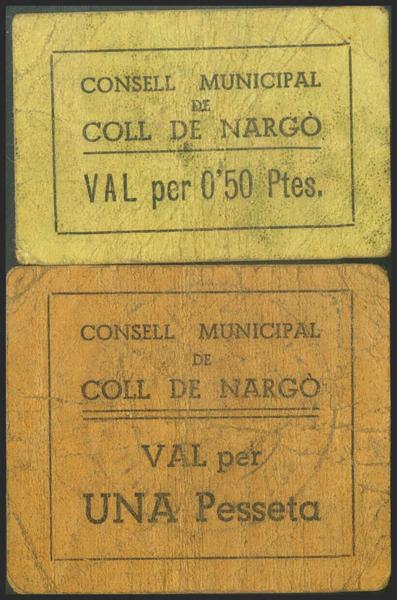 CONSELL MUNICIPAL
DE
COLL DE NARGÒ
VAL per 0'50 Ptes.
CONSELL MUNICIPAL
DE
COLL DE NARGÒ
VAL per
UNA Pesseta